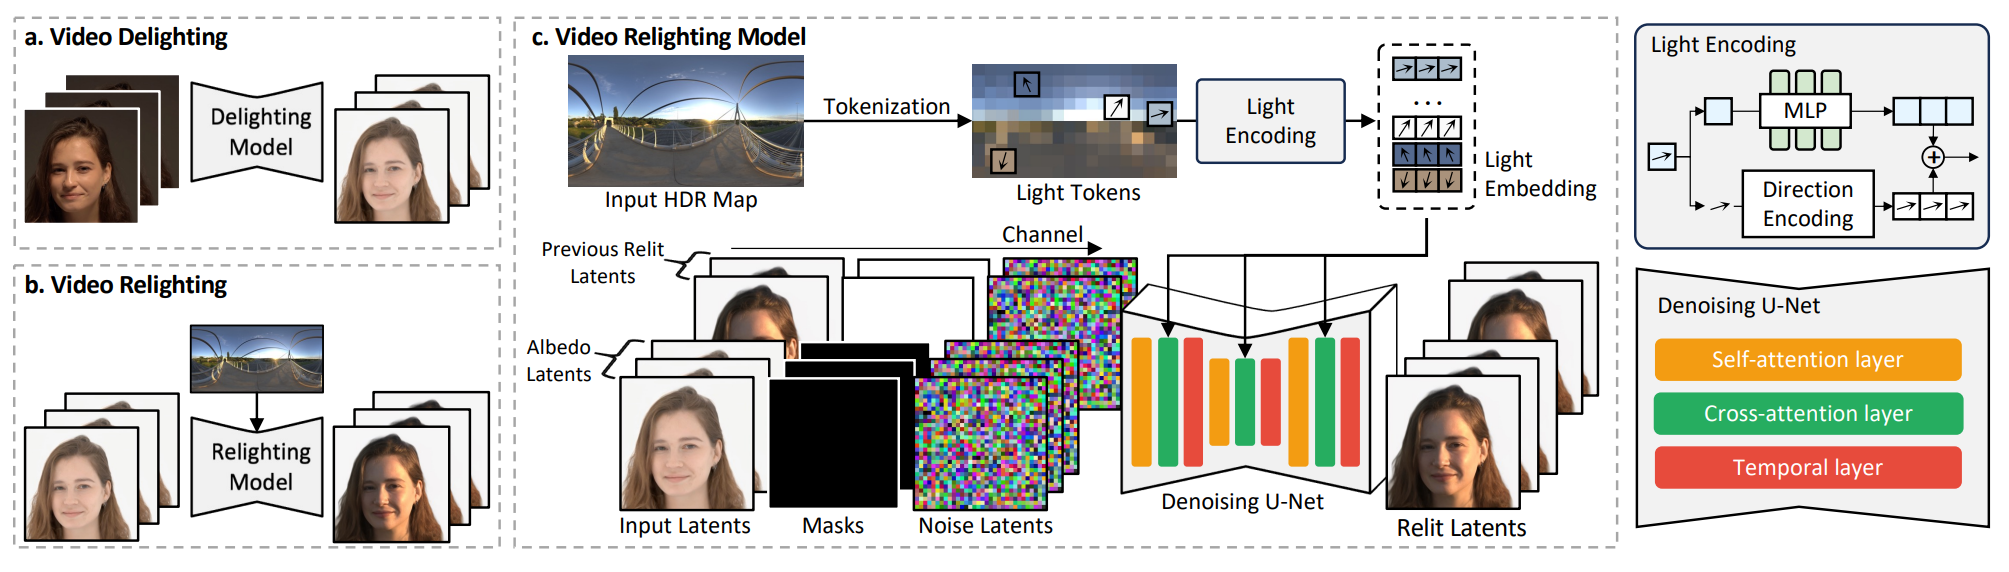 a. Video Delighting
Delighting
Model
b. Video Relighting
Relighting
Model
c. Video Relighting Model
Input HDR Map
Tokenization
Light Tokens
Light
Encoding
Light
Embedding
Previous Relit
Latents
Channel
Albedo
Latents
Input Latents
Masks
Noise Latents
Denoising U-Net
Relit Latents
Light Encoding
MLP
Direction
Encoding
Denoising U-Net
Self-attention layer
Cross-attention layer
Temporal layer